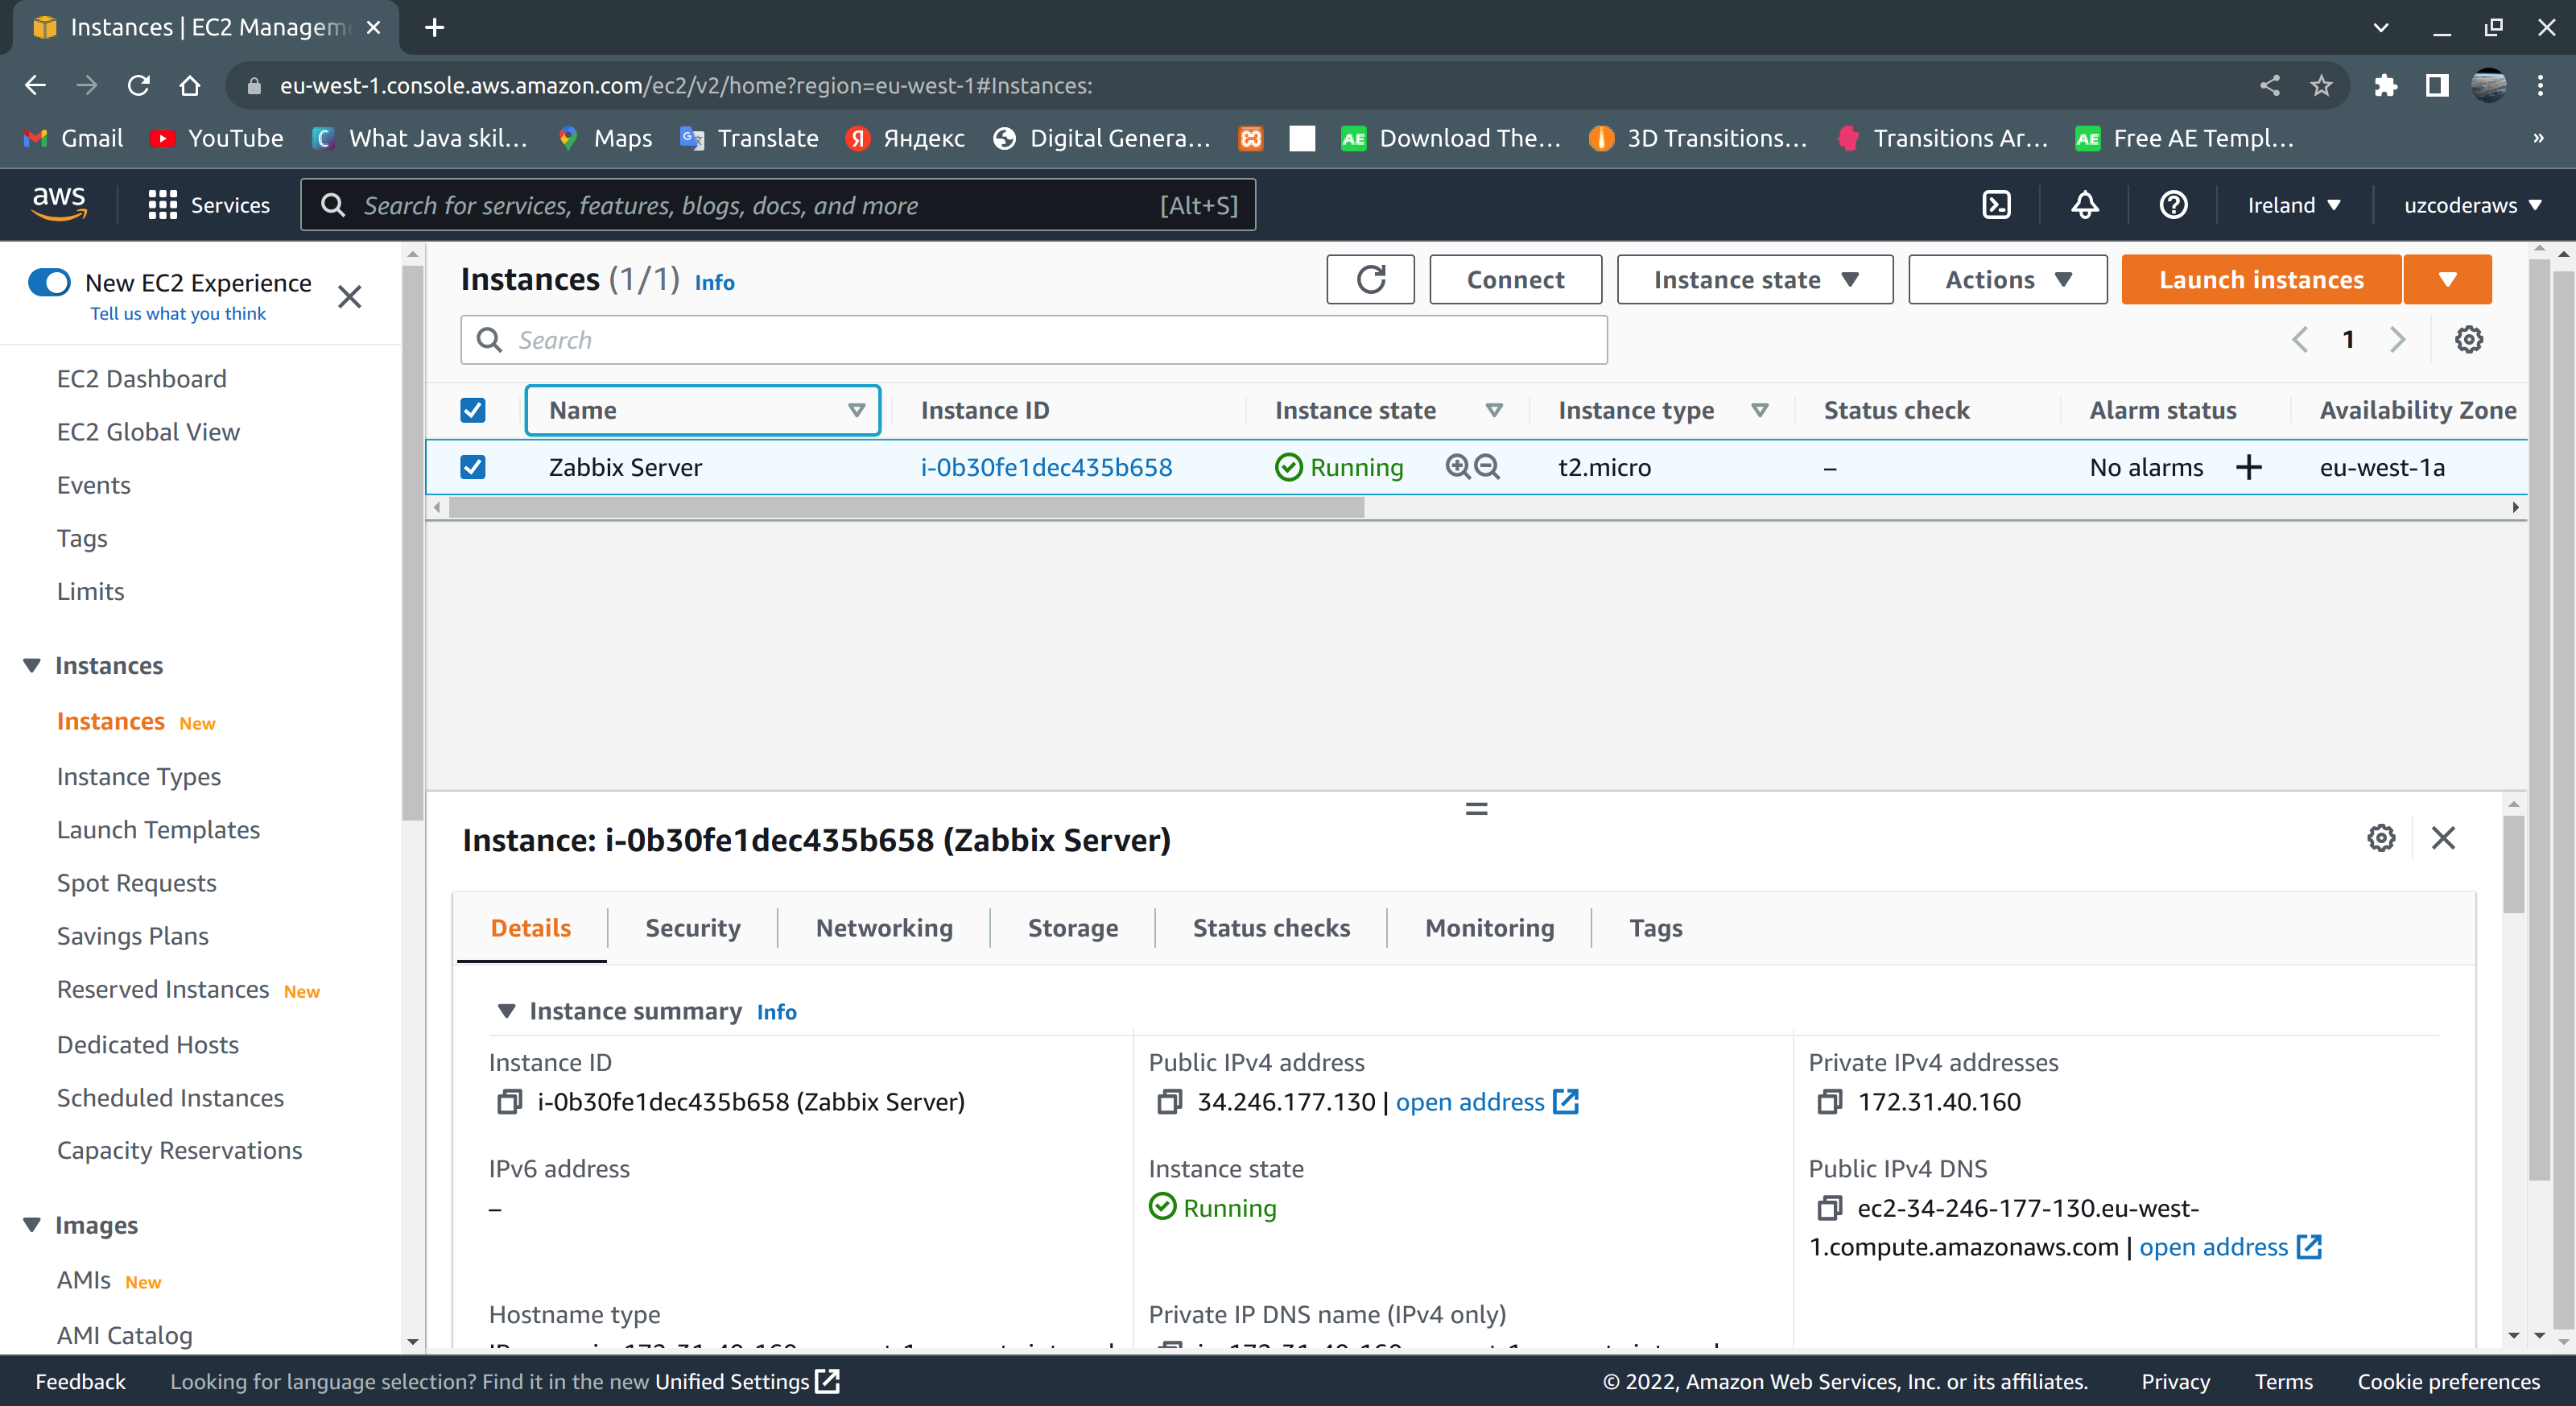 Instances | EC2 Managem
eu-west-1.console.aws.amazon.com/ec2/v2/home?region=eu-west-1#Instances:
Gmail YouTube What Java skil... Maps Translate Яндекс Digital Genera... Download The... 3D Transitions... Transitions Ar... Free AE Templ... »
aws Services Search for services, features, blogs, docs, and more [Alt+S] Ireland uzcoderaws
New EC2 Experience
Tell us what you think
EC2 Dashboard
EC2 Global View
Events
Tags
Limits
Instances
Instances New
Instance Types
Launch Templates
Spot Requests
Savings Plans
Reserved Instances New
Dedicated Hosts
Scheduled Instances
Capacity Reservations
Images
AMIs New
AMI Catalog
Instances (1/1) Info Connect Instance state Actions Launch instances
Search 1
Name Instance ID Instance state Instance type Status check Alarm status Availability Zone
Zabbix Server i-0b30fe1dec435b658 Running t2.micro – No alarms + eu-west-1a
Instance: i-0b30fe1dec435b658 (Zabbix Server)
Details Security Networking Storage Status checks Monitoring Tags
Instance summary Info
Instance ID
i-0b30fe1dec435b658 (Zabbix Server)
Public IPv4 address
34.246.177.130 | open address
Private IPv4 addresses
172.31.40.160
IPv6 address
–
Instance state
Running
Public IPv4 DNS
ec2-34-246-177-130.eu-west-
1.compute.amazonaws.com | open address
Hostname type
Private IP DNS name (IPv4 only)
Feedback Looking for language selection? Find it in the new Unified Settings © 2022, Amazon Web Services, Inc. or its affiliates. Privacy Terms Cookie preferences